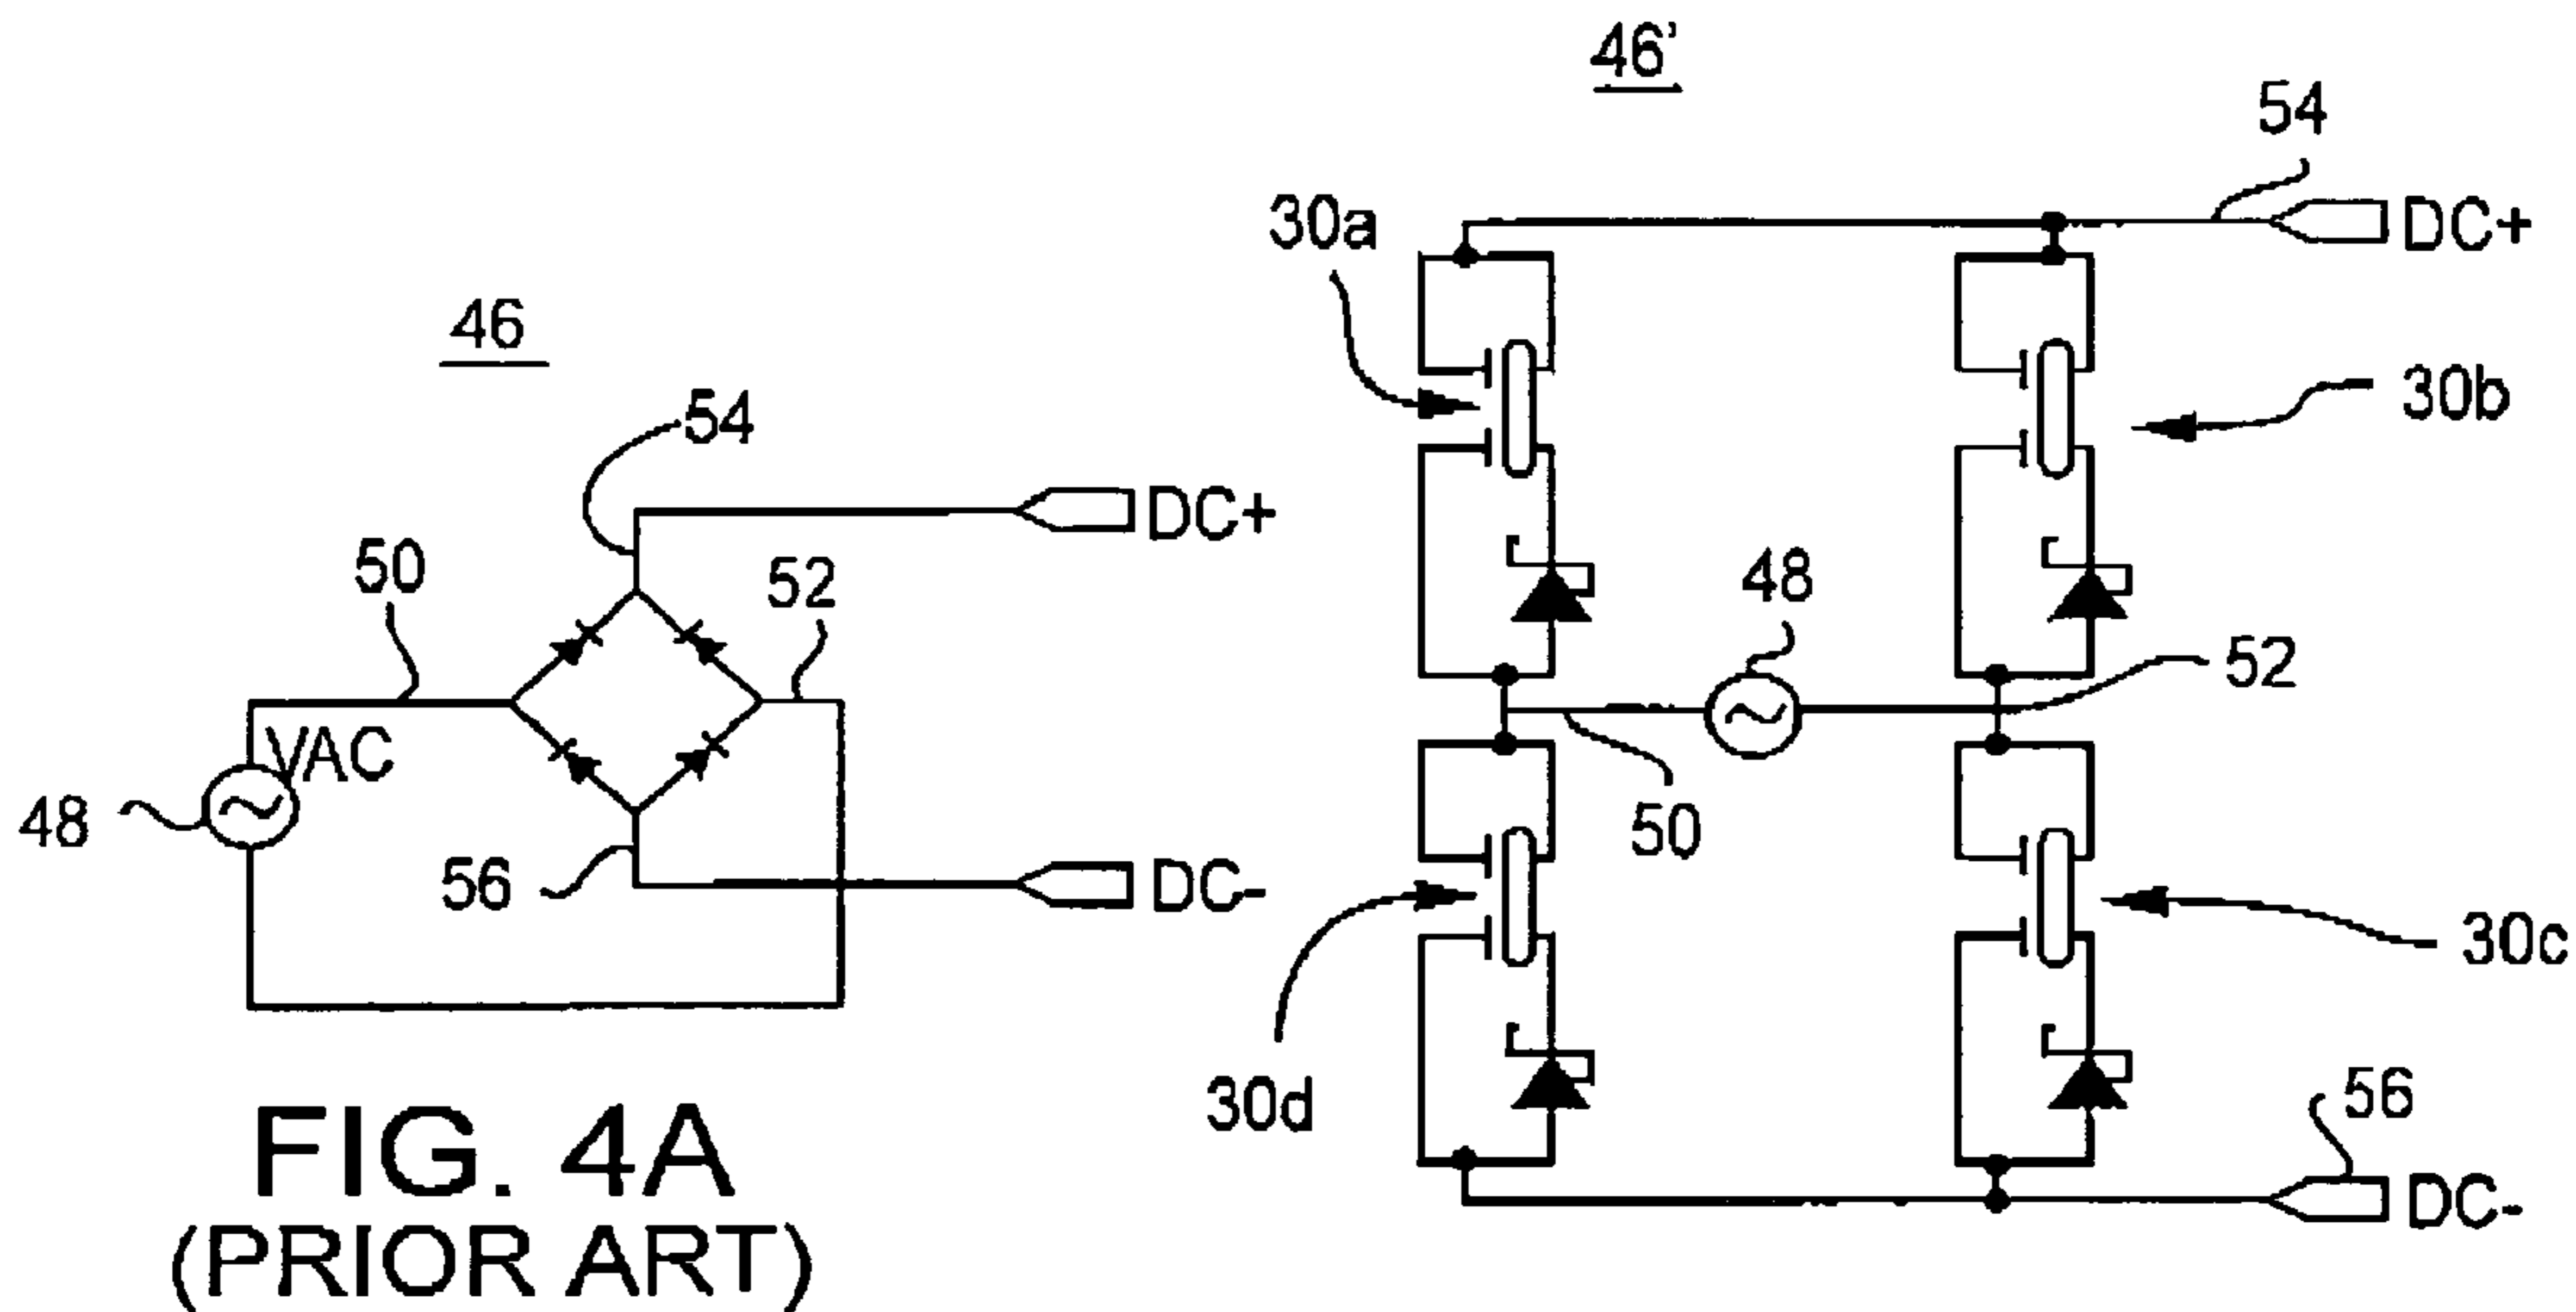 46
54
DC+
50
52
VAC
48
56
DC-
FIG. 4A
(PRIOR ART)
46'
54
30a
DC+
30b
48
52
50
30d
30c
56
DC-